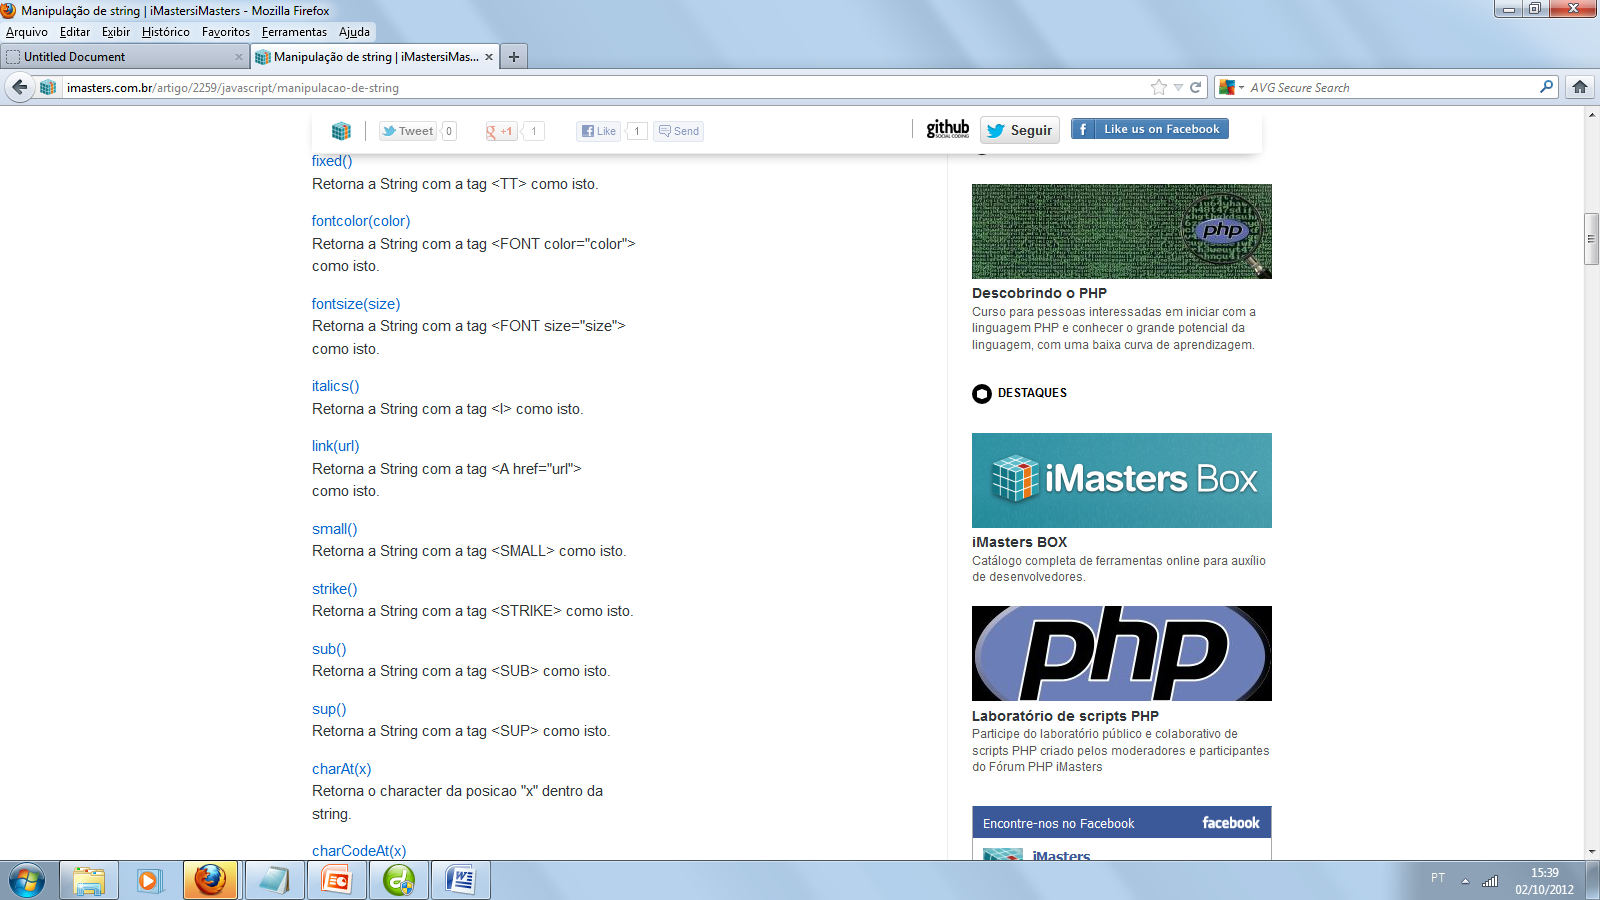 Manipulação de string | iMastersiMasters - Mozilla Firefox
Arquivo Editar Exibir Histórico Favoritos Ferramentas Ajuda
Untitled Document
Manipulação de string | iMastersiMas...
imasters.com.br/artigo/2259/javascript/manipulacao-de-string
AVG Secure Search
Tweet 0
+1 1
Like 1
Send
github
SOCIAL CODING
Seguir
Like us on Facebook
fixed()
Retorna a String com a tag <TT> como isto.
fontcolor(color)
Retorna a String com a tag <FONT color="color">
como isto.
fontsize(size)
Retorna a String com a tag <FONT size="size">
como isto.
italics()
Retorna a String com a tag <I> como isto.
link(url)
Retorna a String com a tag <A href="url">
como isto.
small()
Retorna a String com a tag <SMALL> como isto.
strike()
Retorna a String com a tag <STRIKE> como isto.
sub()
Retorna a String com a tag <SUB> como isto.
sup()
Retorna a String com a tag <SUP> como isto.
charAt(x)
Retorna o character da posicao "x" dentro da
string.
charCodeAt(x)
php
Descobrindo o PHP
Curso para pessoas interessadas em iniciar com a
linguagem PHP e conhecer o grande potencial da
linguagem, com uma baixa curva de aprendizagem.
DESTAQUES
iMasters Box
iMasters BOX
Catálogo completa de ferramentas online para auxílio
de desenvolvedores.
php
Laboratório de scripts PHP
Participe do laboratório público e colaborativo de
scripts PHP criado pelos moderadores e participantes
do Fórum PHP iMasters
Encontre-nos no Facebook
facebook
iMasters
PT
15:39
02/10/2012